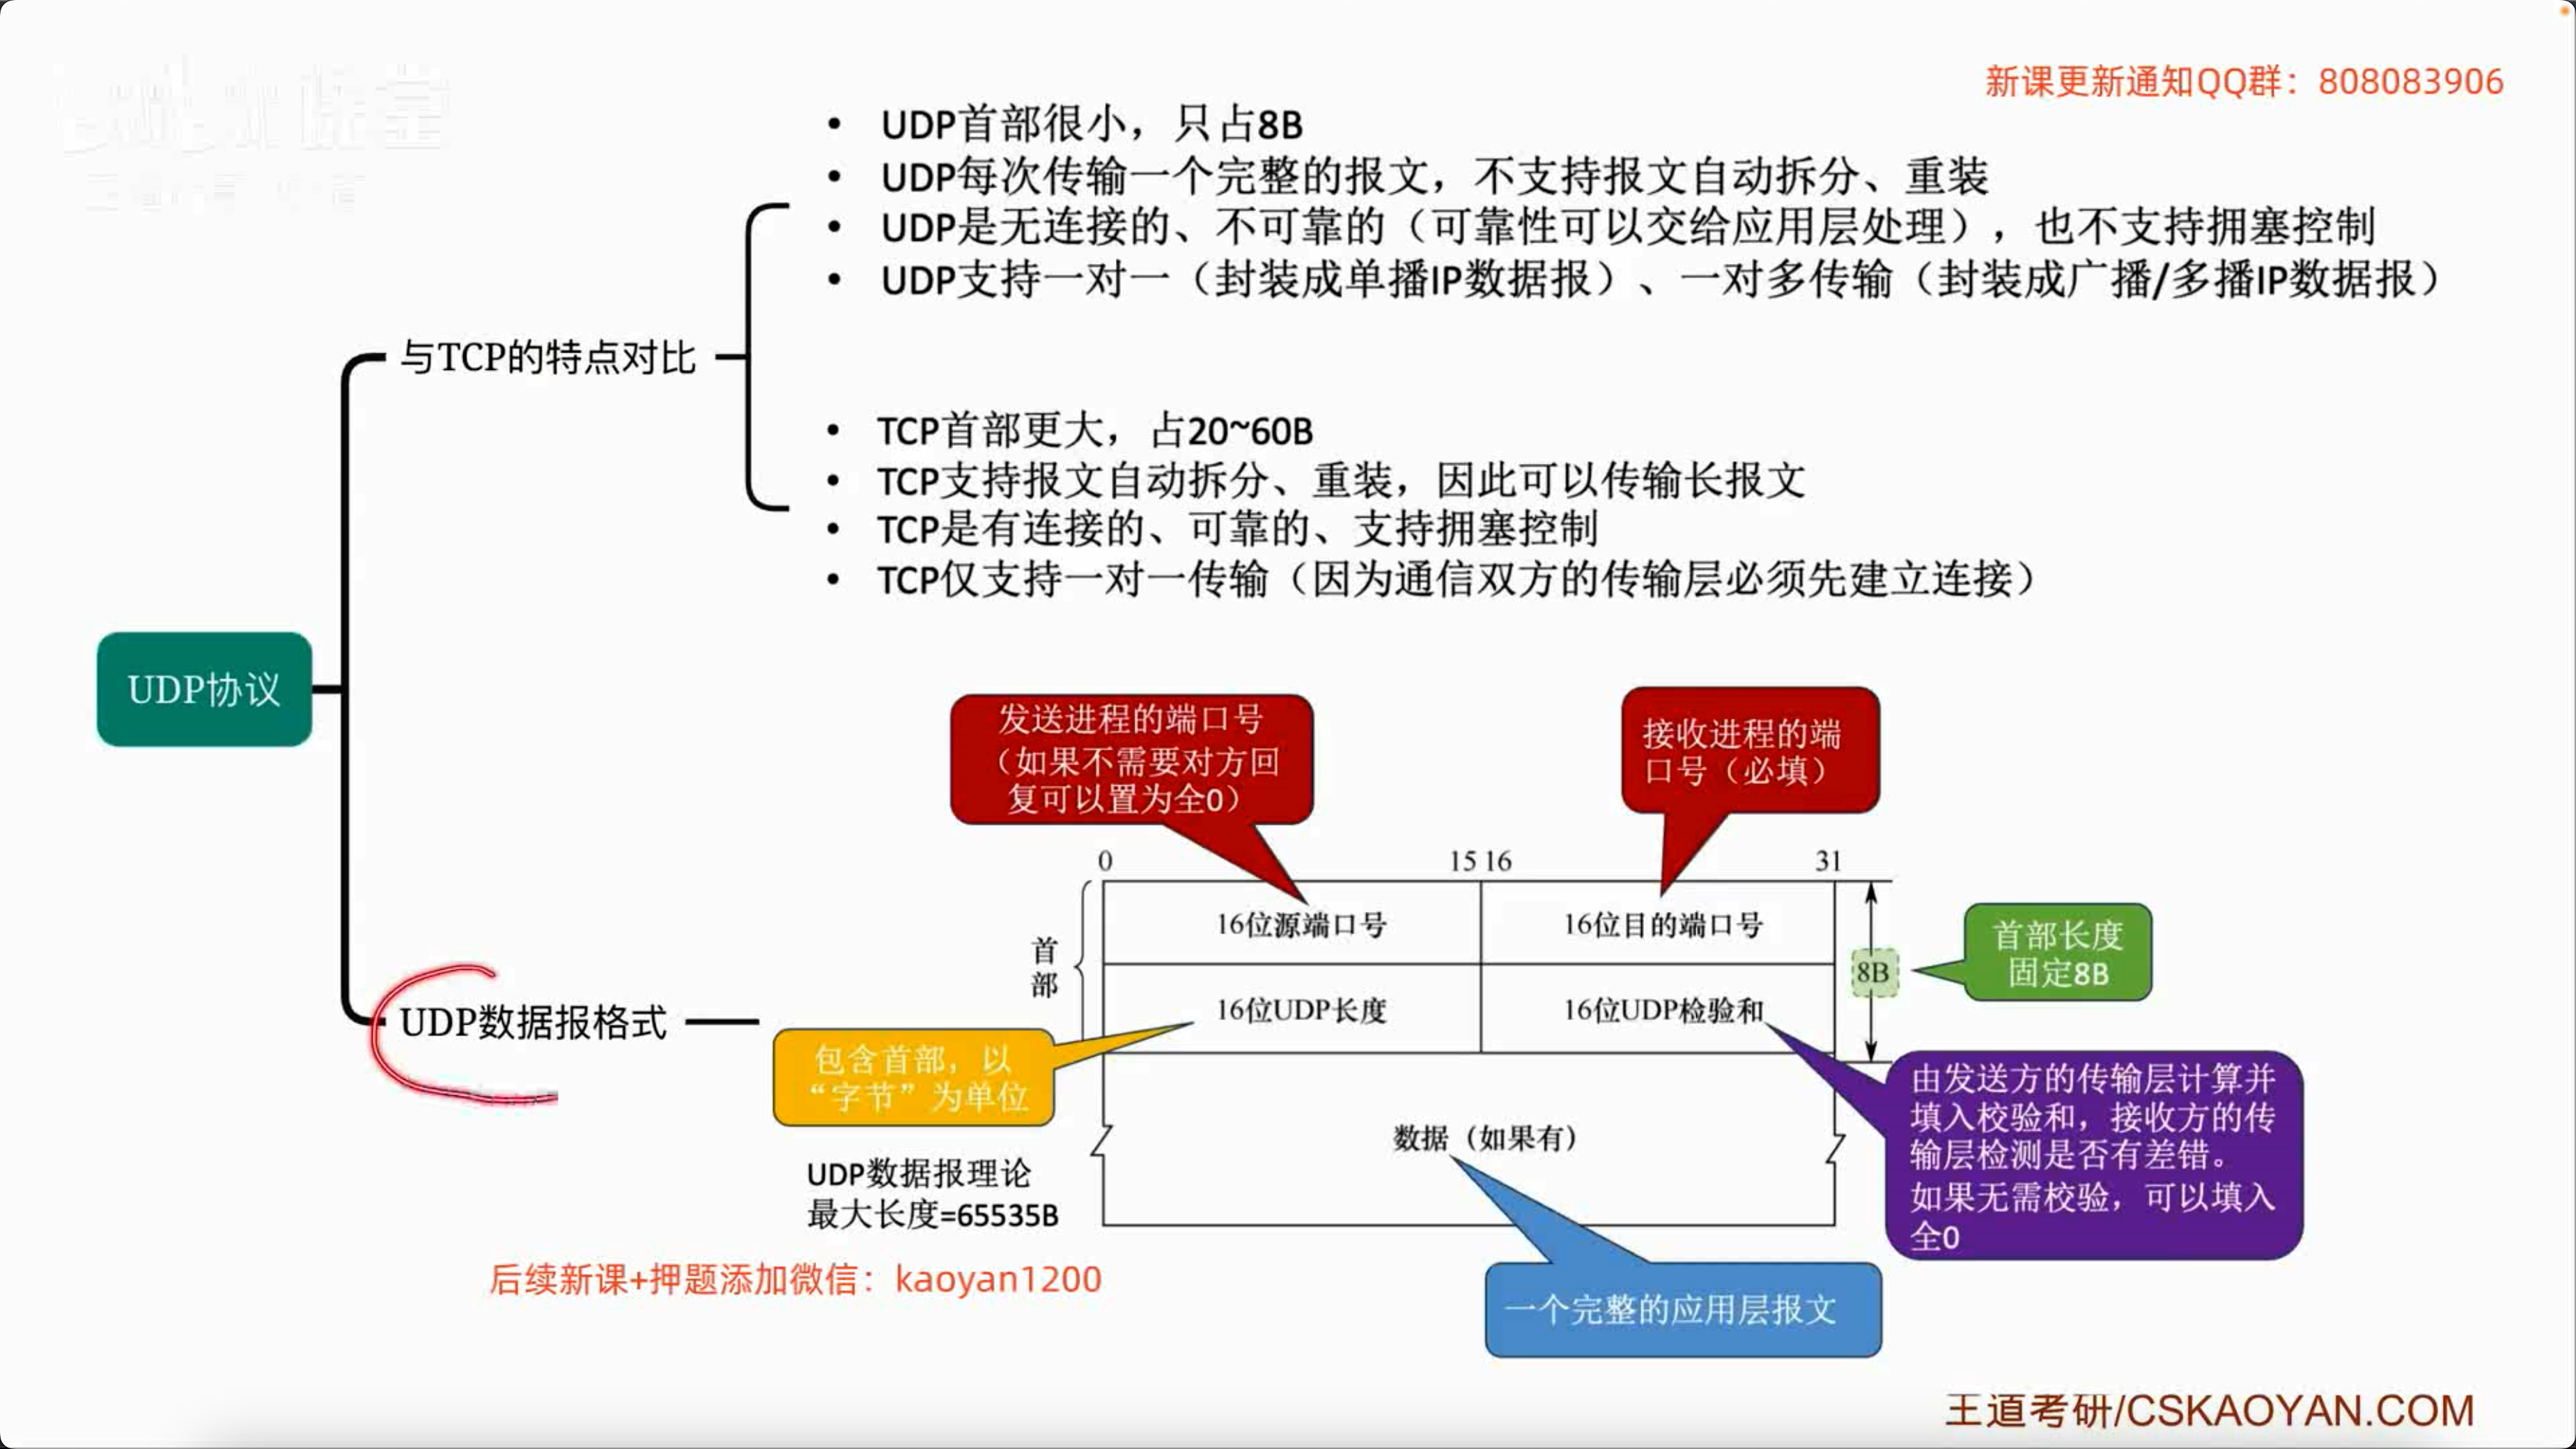 新课更新通知QQ群：808083906
• UDP首部很小，只占8B
• UDP每次传输一个完整的报文，不支持报文自动拆分、重装
• UDP是无连接的、不可靠的（可靠性可以交给应用层处理），也不支持拥塞控制
• UDP支持一对一（封装成单播IP数据报）、一对多传输（封装成广播/多播IP数据报）
与TCP的特点对比
• TCP首部更大，占20~60B
• TCP支持报文自动拆分、重装，因此可以传输长报文
• TCP是有连接的、可靠的、支持拥塞控制
• TCP仅支持一对一传输（因为通信双方的传输层必须先建立连接）
UDP协议
发送进程的端口号
（如果不需要对方回
复可以置为全0）
接收进程的端
口号（必填）
0 15 16 31
16位源端口号 16位目的端口号
首
部
8B
首部长度
固定8B
16位UDP长度 16位UDP检验和
UDP数据报格式
包含首部，以
“字节”为单位
由发送方的传输层计算并
填入校验和，接收方的传
输层检测是否有差错。
如果无需校验，可以填入
全0
数据（如果有）
UDP数据报理论
最大长度=65535B
后续新课+押题添加微信：kaoyan1200
一个完整的应用层报文
王道考研/CSKAOYAN.COM